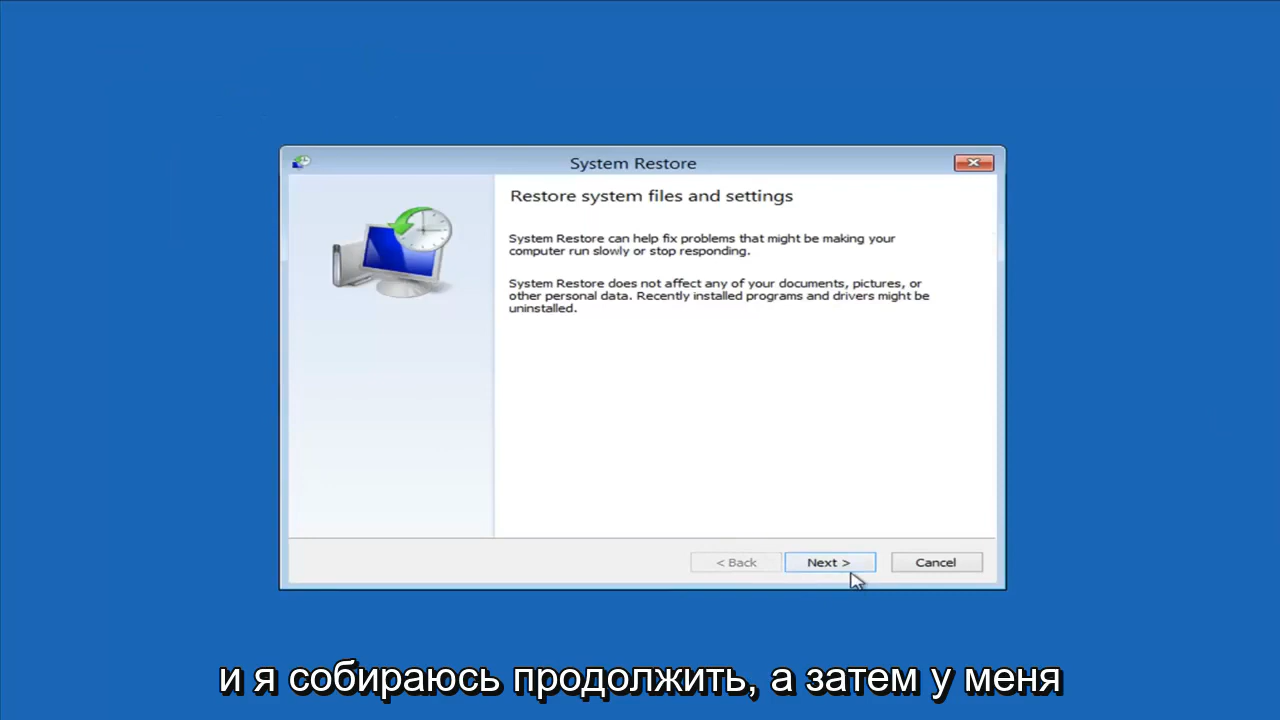 System Restore
Restore system files and settings
System Restore can help fix problems that might be making your
computer run slowly or stop responding.
System Restore does not affect any of your documents, pictures, or
other personal data. Recently installed programs and drivers might be
uninstalled.
< Back Next > Cancel
и я собираюсь продолжить, а затем у меня